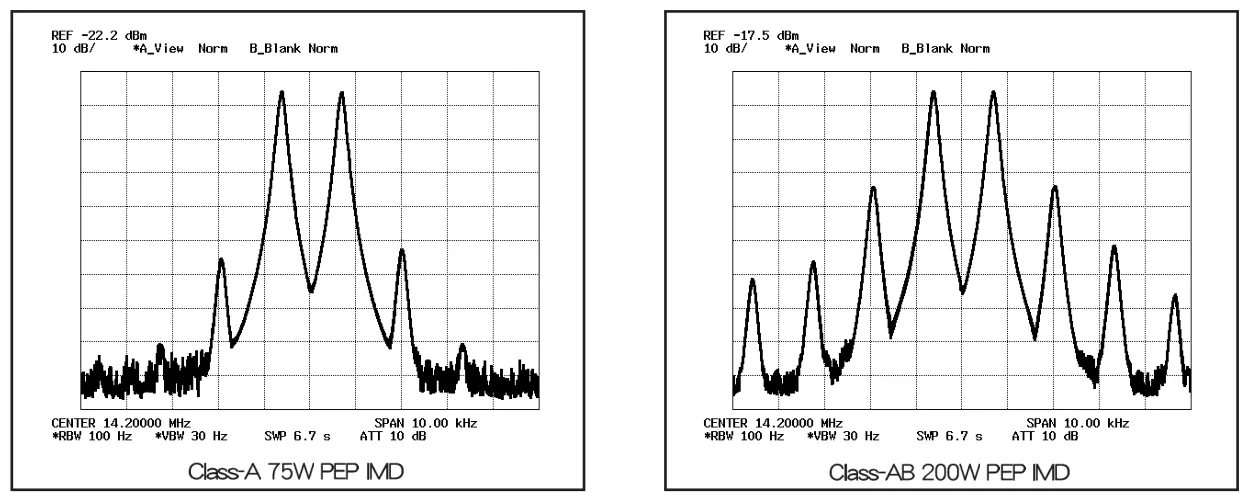 REF -22.2 dBm
10 dB/ *A_View Norm B_Blank Norm
CENTER 14.20000 MHz SPAN 10.00 kHz
*RBW 100 Hz *VBW 30 Hz SWP 6.7 s ATT 10 dB
Class-A 75W PEP IMD
REF -17.5 dBm
10 dB/ *A_View Norm B_Blank Norm
CENTER 14.20000 MHz SPAN 10.00 kHz
*RBW 100 Hz *VBW 30 Hz SWP 6.7 s ATT 10 dB
Class-AB 200W PEP IMD